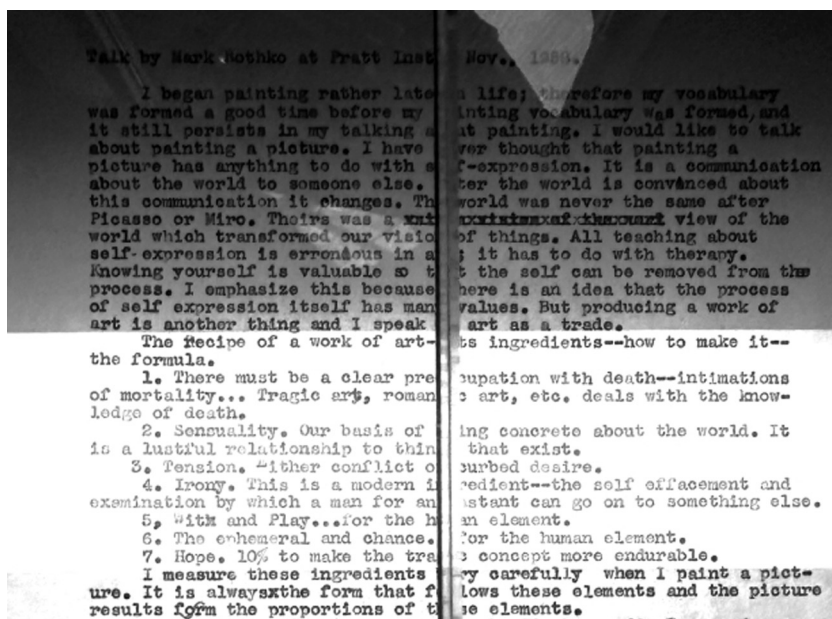 Talk by Mark Rothko at Pratt Inst Nov.,
I began painting rather late n life; therefore my vocabulary
was formed a good time before my inting vocabulary was formed,and
it still persists in my talking a ut painting. I would like to talk
about painting a picture. I have ver thought that painting a
picture has anything to do with s f-expression. It is a communication
about the world to someone else. ter the world is convinced about
this communication it changes. Th world was never the same after
Picasso or Miro. Theirs was a view of the
world which transformed our visio of things. All teaching about
self-expression is erronious in a ; it has to do with therapy.
Knowing yourself is valuable so t t the self can be removed from the
process. I emphasize this because here is an idea that the process
of self expression itself has man values. But producing a work of
art is another thing and I speak art as a trade.
The Recipe of a work of art- ts ingredients--how to make it--
the formula.
1. There must be a clear pre cupation with death--intimations
of mortality... Tragic art, roman c art, etc. deals with the know-
ledge of death.
2. Sensuality. Our basis of ing concrete about the world. It
is a lustful relationship to thin that exist.
3. Tension. Either conflict o curbed desire.
4. Irony. This is a modern i redient--the self effacement and
examination by which a man for an stant can go on to something else.
5, Wit and Play...for the h an element.
6. The ephemeral and chance. for the human element.
7. Hope. 10% to make the tra c concept more endurable.
I measure these ingredients ry carefully when I paint a pict-
ure. It is alwaysxthe form that f lows these elements and the picture
results form the proportions of t se elements.